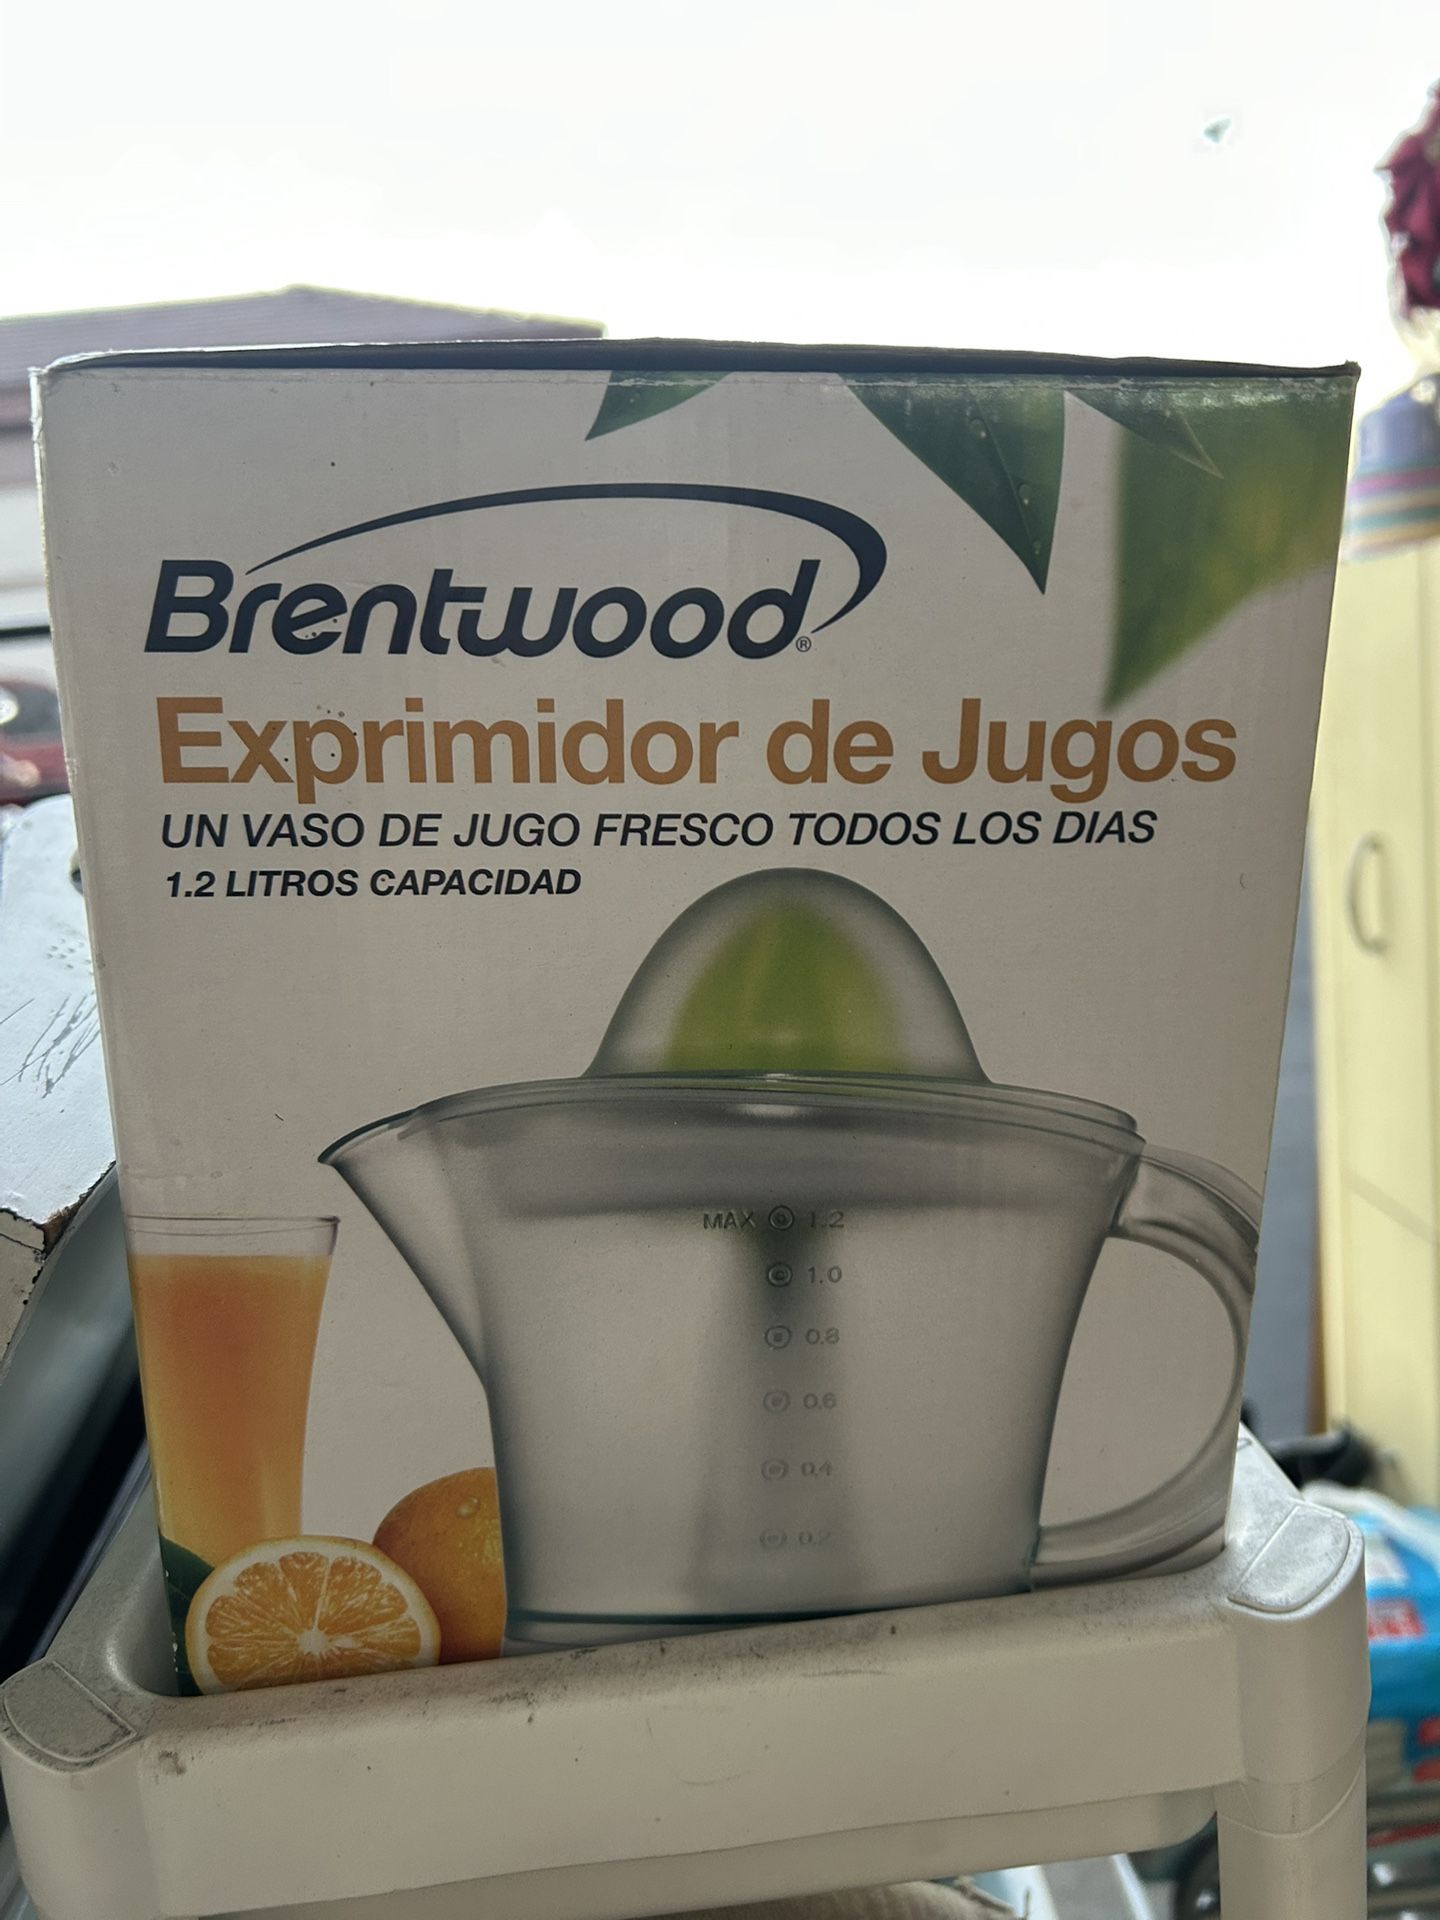 Brentwood®
Exprimidor de Jugos
UN VASO DE JUGO FRESCO TODOS LOS DIAS
1.2 LITROS CAPACIDAD
MAX 1.2
1.0
0.8
0.6
0.4
0.2